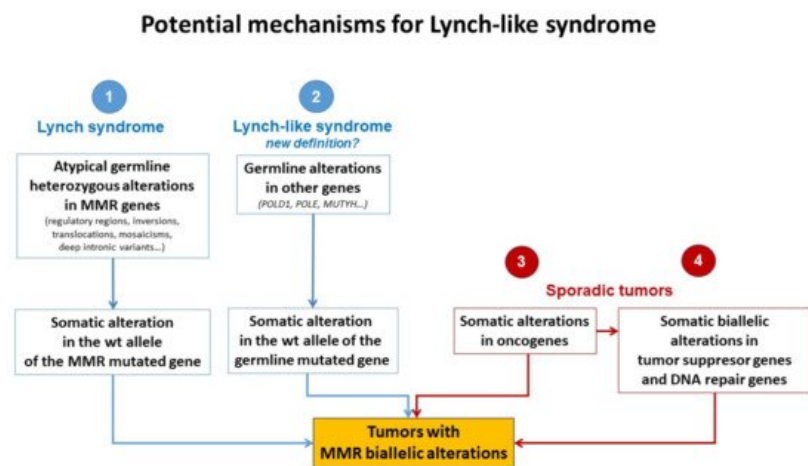 Potential mechanisms for Lynch-like syndrome
1
Lynch syndrome
Atypical germline
heterozygous alterations
in MMR genes
(regulatory regions, inversions,
translocations, mosaicisms,
deep intronic variants...)
Somatic alteration
in the wt allele
of the MMR mutated gene
2
Lynch-like syndrome
new definition?
Germline alterations
in other genes
(POLD1, POLE, MUTYH...)
Somatic alteration
in the wt allele of the
germline mutated gene
3
4
Sporadic tumors
Somatic alterations
in oncogenes
Somatic biallelic
alterations in
tumor suppresor genes
and DNA repair genes
Tumors with
MMR biallelic alterations